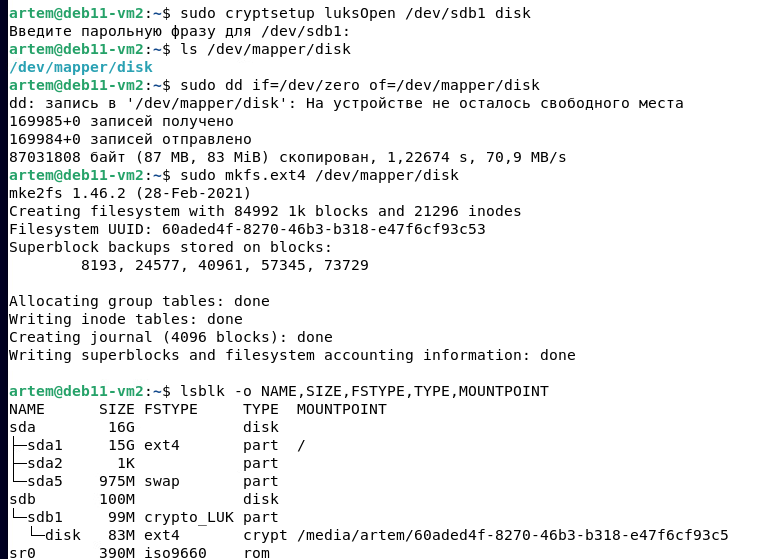 artem@deb11-vm2:~$ sudo cryptsetup luksOpen /dev/sdb1 disk
Введите парольную фразу для /dev/sdb1:
artem@deb11-vm2:~$ ls /dev/mapper/disk
/dev/mapper/disk
artem@deb11-vm2:~$ sudo dd if=/dev/zero of=/dev/mapper/disk
dd: запись в '/dev/mapper/disk': На устройстве не осталось свободного места
169985+0 записей получено
169984+0 записей отправлено
87031808 байт (87 MB, 83 MiB) скопирован, 1,22674 s, 70,9 MB/s
artem@deb11-vm2:~$ sudo mkfs.ext4 /dev/mapper/disk
mke2fs 1.46.2 (28-Feb-2021)
Creating filesystem with 84992 1k blocks and 21296 inodes
Filesystem UUID: 60aded4f-8270-46b3-b318-e47f6cf93c53
Superblock backups stored on blocks:
        8193, 24577, 40961, 57345, 73729

Allocating group tables: done
Writing inode tables: done
Creating journal (4096 blocks): done
Writing superblocks and filesystem accounting information: done

artem@deb11-vm2:~$ lsblk -o NAME,SIZE,FSTYPE,TYPE,MOUNTPOINT
NAME      SIZE FSTYPE     TYPE  MOUNTPOINT
sda        16G            disk
├─sda1     15G ext4       part  /
├─sda2      1K            part
└─sda5    975M swap       part
sdb       100M            disk
└─sdb1     99M crypto_LUK part
  └─disk   83M ext4       crypt /media/artem/60aded4f-8270-46b3-b318-e47f6cf93c5
sr0       390M iso9660    rom